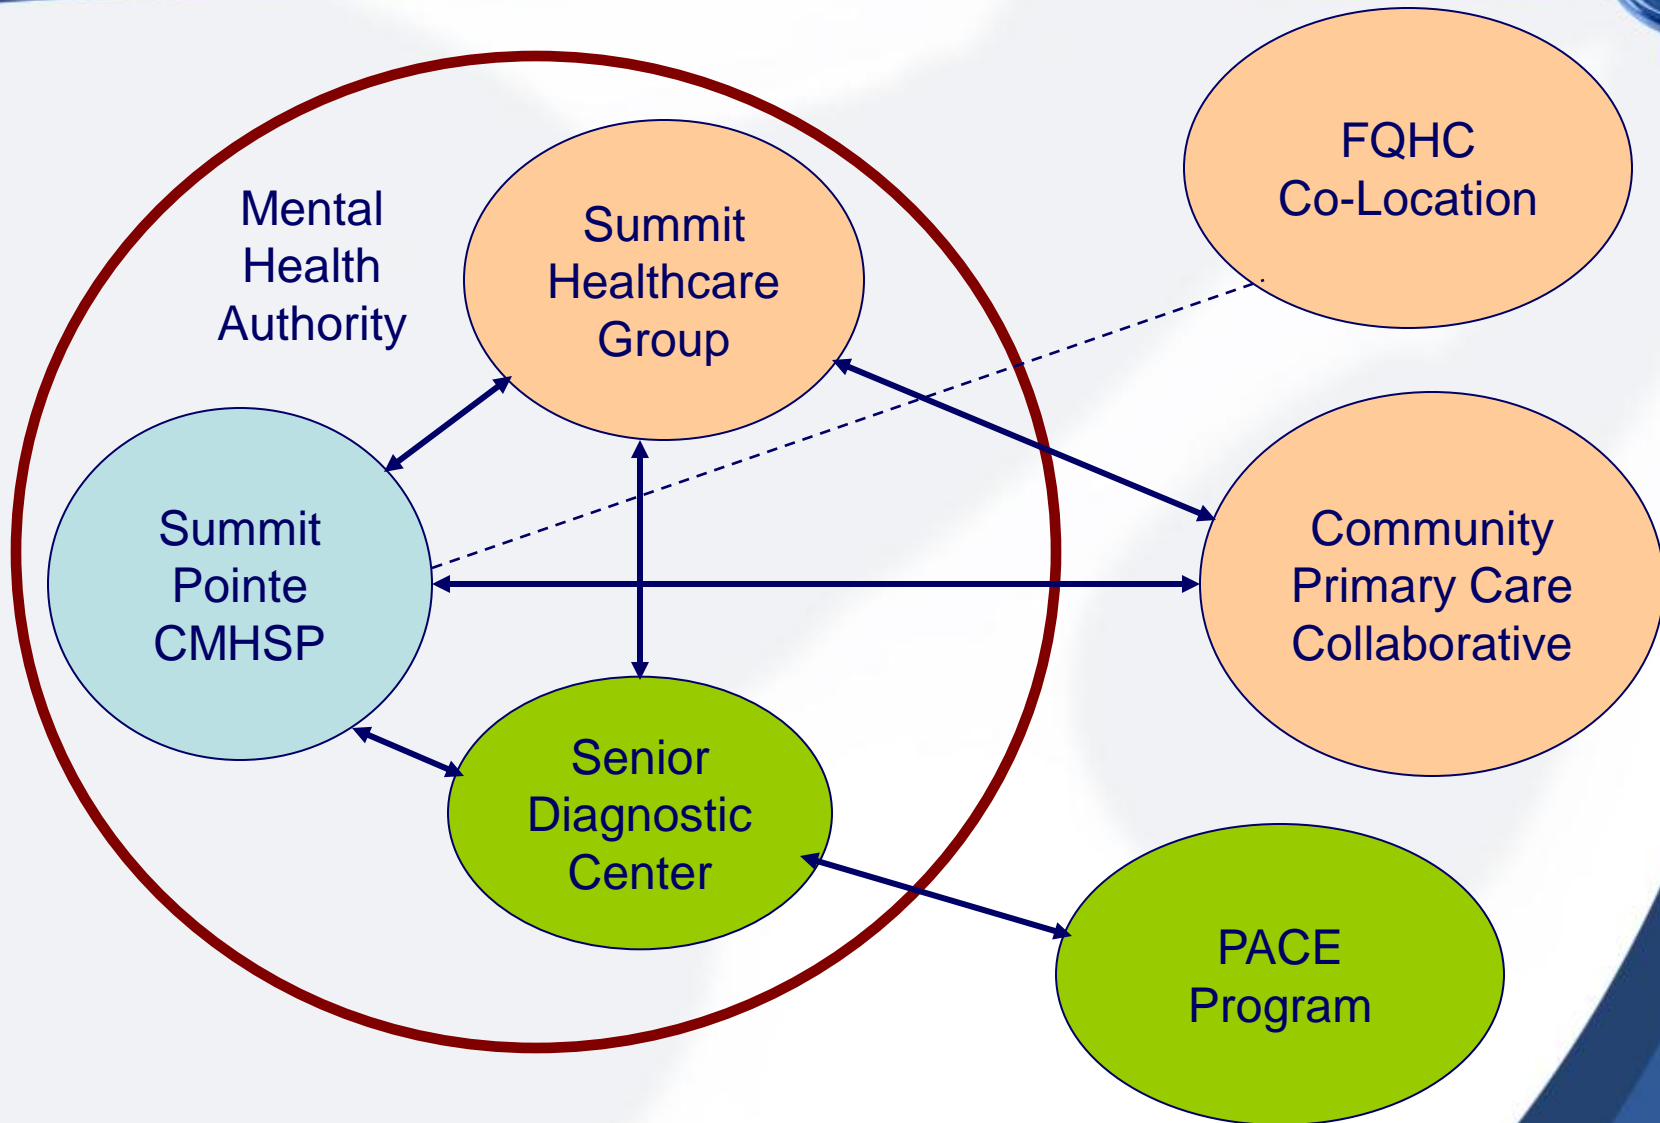 Mental
Health
Authority
Summit
Healthcare
Group
FQHC
Co-Location
Summit
Pointe
CMHSP
Community
Primary Care
Collaborative
Senior
Diagnostic
Center
PACE
Program